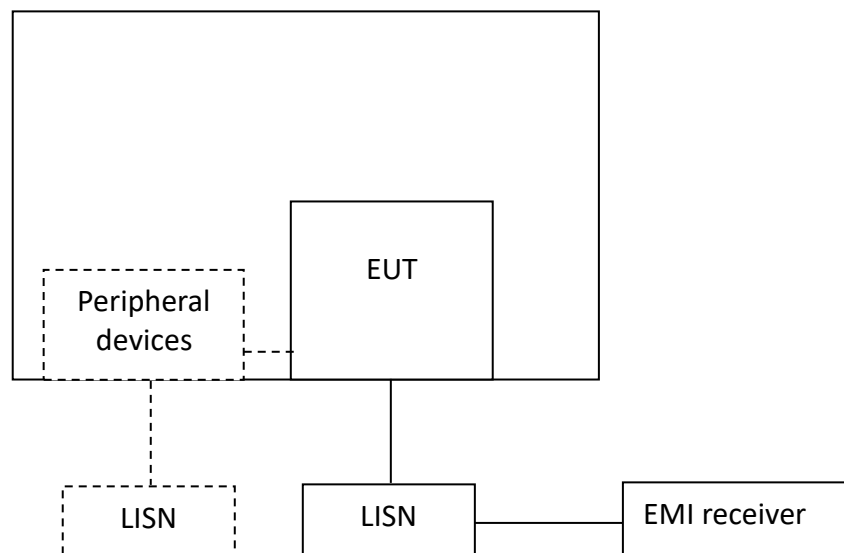 EUT
Peripheral
devices
LISN
LISN
EMI receiver